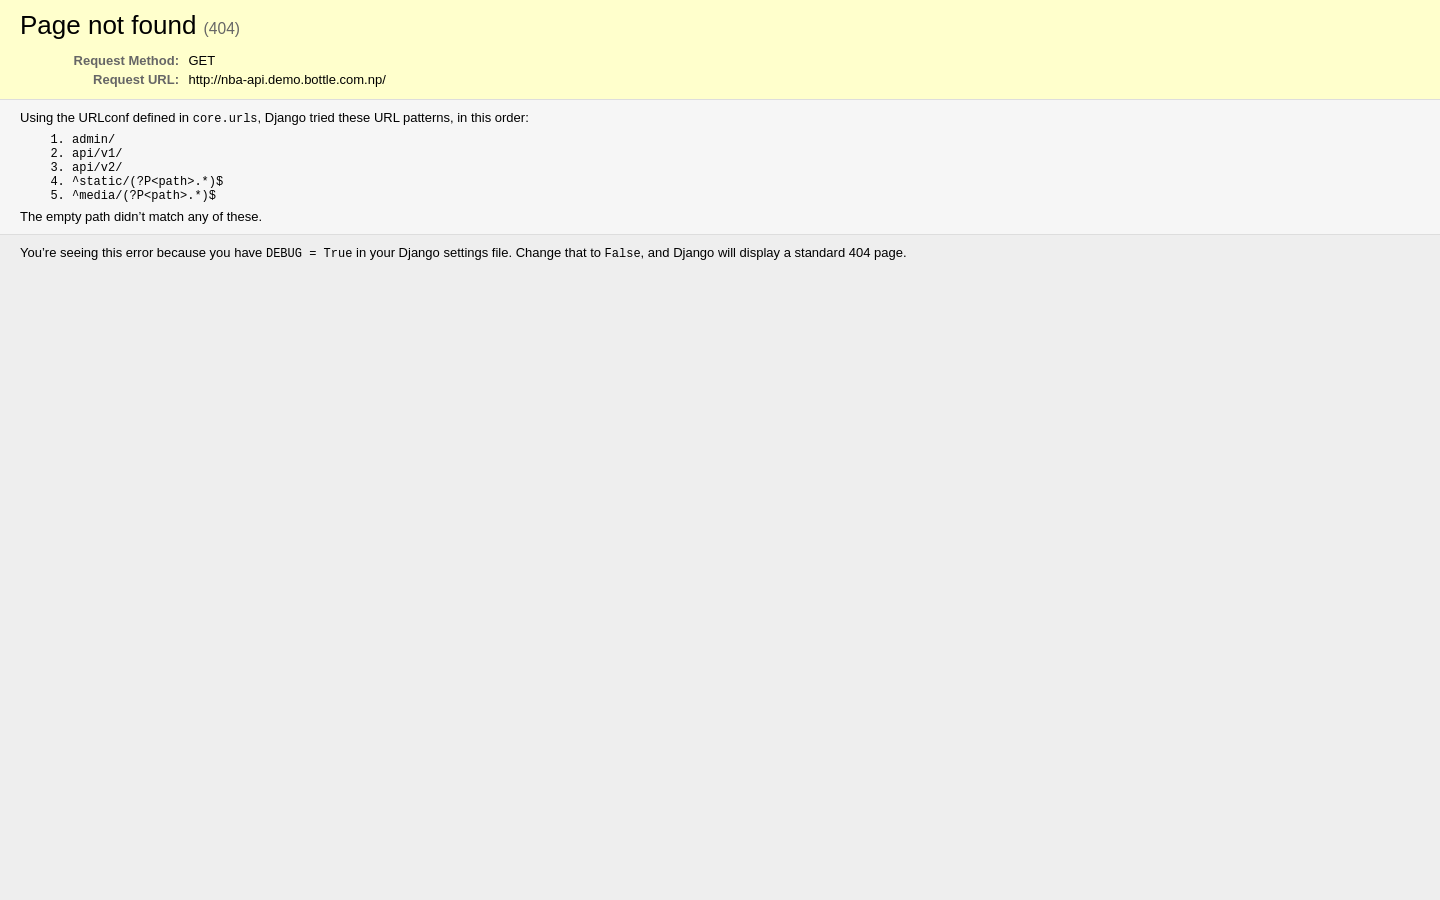 Page not found (404)
Request Method: GET
Request URL: http://nba-api.demo.bottle.com.np/
Using the URLconf defined in core.urls, Django tried these URL patterns, in this order:
1. admin/
2. api/v1/
3. api/v2/
4. ^static/(?P<path>.*)$
5. ^media/(?P<path>.*)$
The empty path didn’t match any of these.
You’re seeing this error because you have DEBUG = True in your Django settings file. Change that to False, and Django will display a standard 404 page.